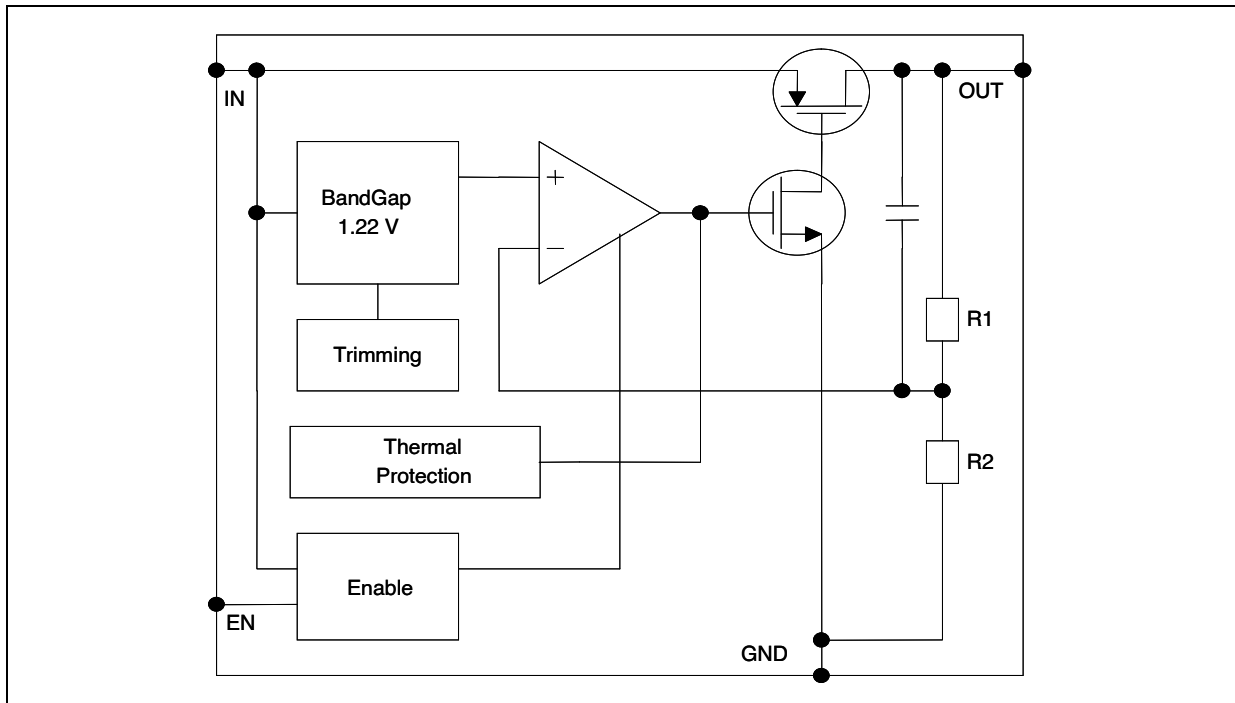 IN
OUT
BandGap
1.22 V
+
−
Trimming
R1
Thermal
Protection
R2
Enable
EN
GND